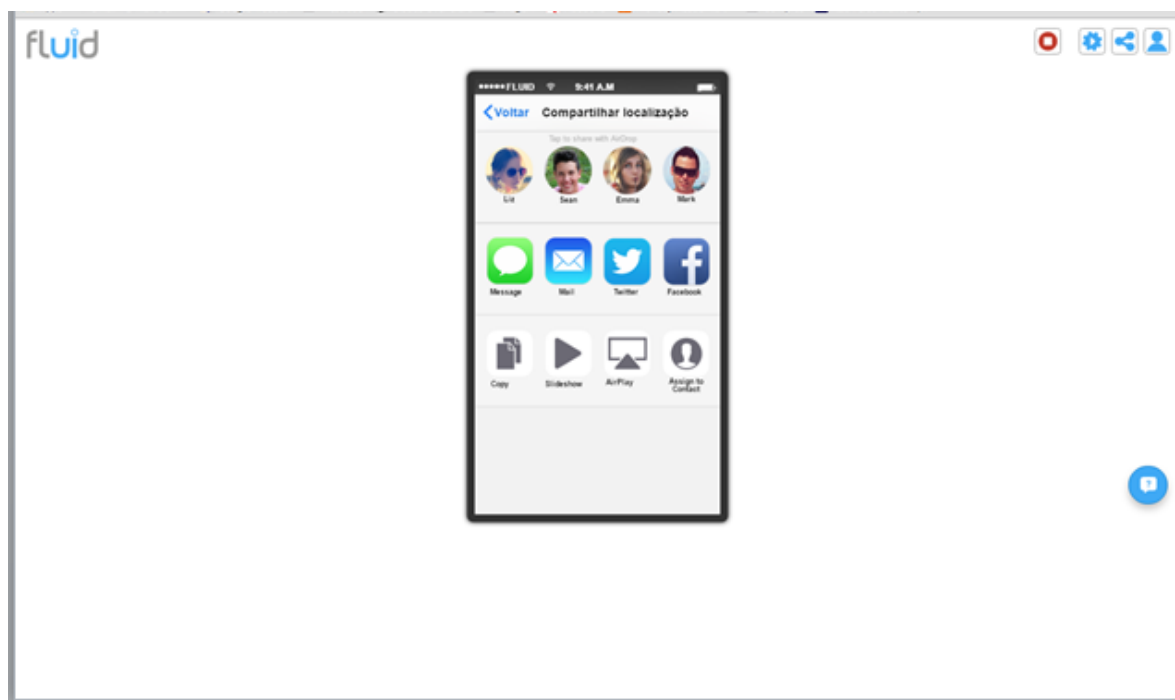 fluid
•••••FLUID 9:41 A.M
Voltar Compartilhar localização
Tap to share with AirDrop
Liz Sean Emma Mark
Message Mail Twitter Facebook
Copy Slideshow AirPlay Assign to
Contact